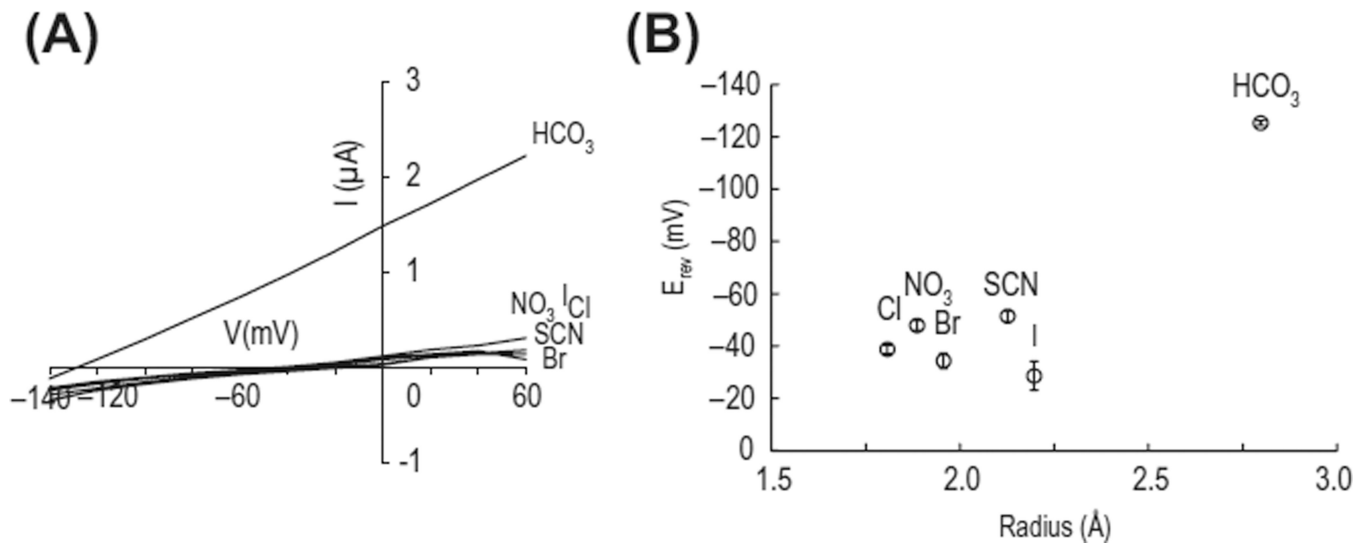 (A)
3
HCO₃
I (μA)
2
1
NO₃ I Cl
SCN
V(mV)
Br
–140 –120 –60 0 60
-1
(B)
–140
HCO₃
–120
–100
–80
E_rev (mV)
–60
NO₃ SCN
Cl Br I
–40
–20
0
1.5 2.0 2.5 3.0
Radius (Å)